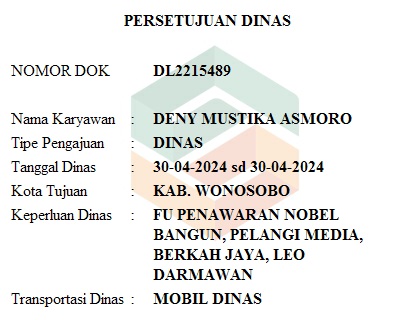 PERSETUJUAN DINAS
NOMOR DOK DL2215489
Nama Karyawan : DENY MUSTIKA ASMORO
Tipe Pengajuan : DINAS
Tanggal Dinas : 30-04-2024 sd 30-04-2024
Kota Tujuan : KAB. WONOSOBO
Keperluan Dinas : FU PENAWARAN NOBEL
BANGUN, PELANGI MEDIA,
BERKAH JAYA, LEO
DARMAWAN
Transportasi Dinas : MOBIL DINAS